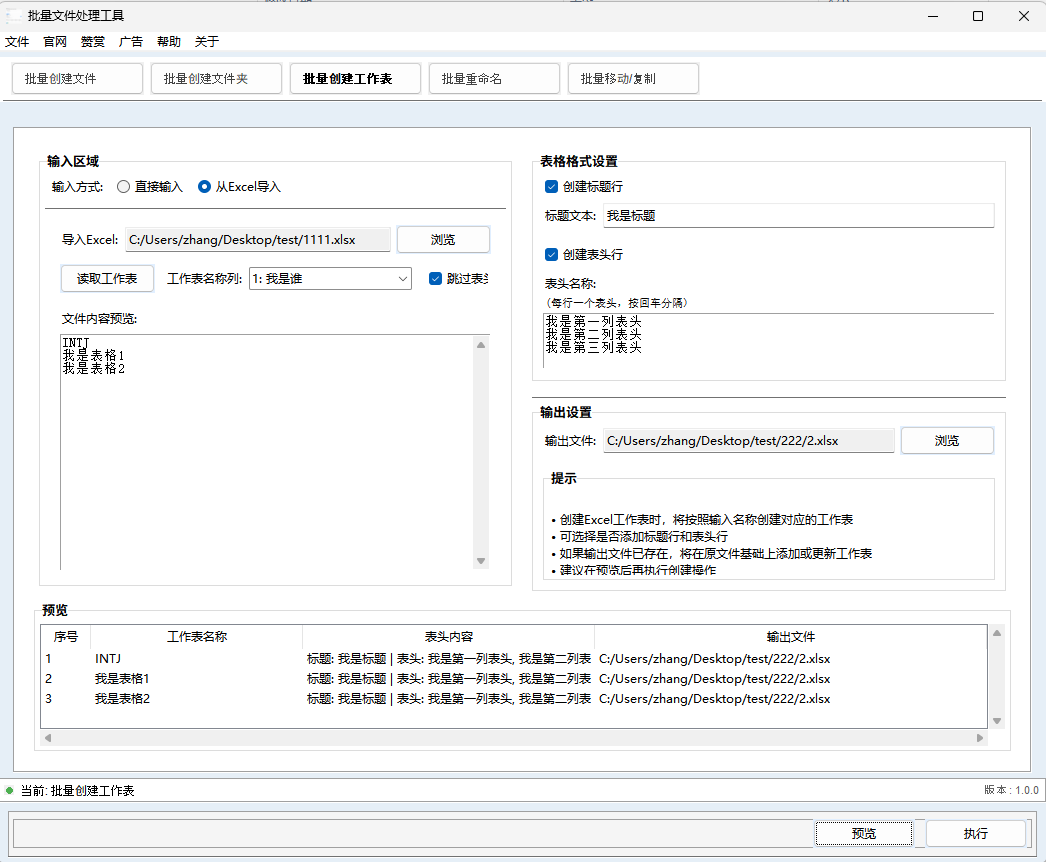 批量文件处理工具
文件 官网 赞赏 广告 帮助 关于
批量创建文件 批量创建文件夹 批量创建工作表 批量重命名 批量移动/复制
输入区域
输入方式: 直接输入 从Excel导入
导入Excel: C:/Users/zhang/Desktop/test/1111.xlsx 浏览
读取工作表 工作表名称列: 1: 我是谁 跳过表头
文件内容预览:
INTJ
我是表格1
我是表格2
表格格式设置
创建标题行
标题文本: 我是标题
创建表头行
表头名称:
(每行一个表头，按回车分隔)
我是第一列表头
我是第二列表头
我是第三列表头
输出设置
输出文件: C:/Users/zhang/Desktop/test/222/2.xlsx 浏览
提示
• 创建Excel工作表时，将按照输入名称创建对应的工作表
• 可选择是否添加标题行和表头行
• 如果输出文件已存在，将在原文件基础上添加或更新工作表
• 建议在预览后再执行创建操作
预览
序号 工作表名称 表头内容 输出文件
1 INTJ 标题: 我是标题 | 表头: 我是第一列表头, 我是第二列表 C:/Users/zhang/Desktop/test/222/2.xlsx
2 我是表格1 标题: 我是标题 | 表头: 我是第一列表头, 我是第二列表 C:/Users/zhang/Desktop/test/222/2.xlsx
3 我是表格2 标题: 我是标题 | 表头: 我是第一列表头, 我是第二列表 C:/Users/zhang/Desktop/test/222/2.xlsx
当前: 批量创建工作表 版本 : 1.0.0
预览 执行